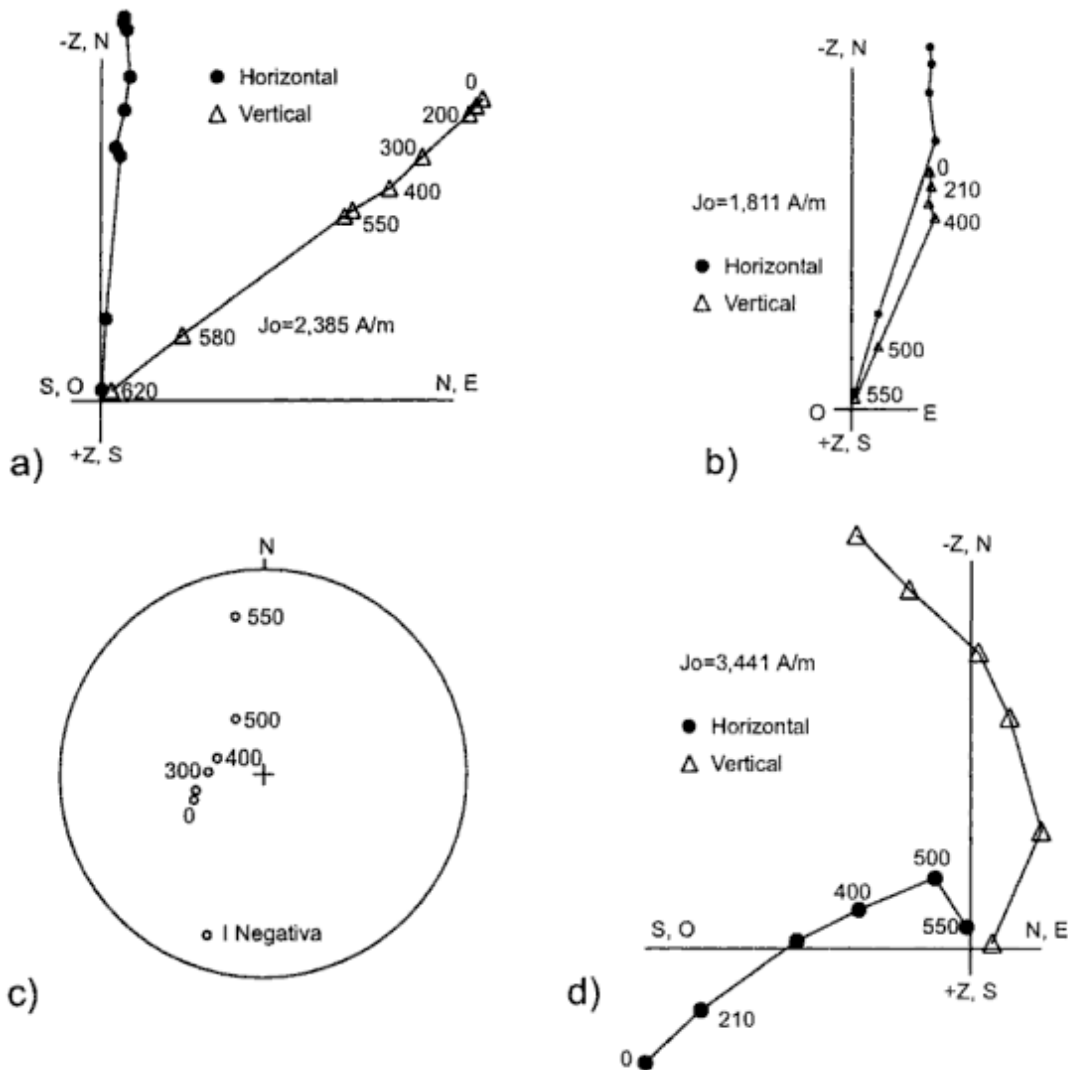 -Z, N
Horizontal
Vertical
0
200
300
400
550
580
Jo=2,385 A/m
620
S, O
N, E
+Z, S
a)
-Z, N
0
210
400
Jo=1,811 A/m
Horizontal
Vertical
500
550
O
E
+Z, S
b)
N
550
500
400
300
0
I Negativa
c)
-Z, N
Jo=3,441 A/m
Horizontal
Vertical
500
400
550
S, O
N, E
+Z, S
210
0
d)